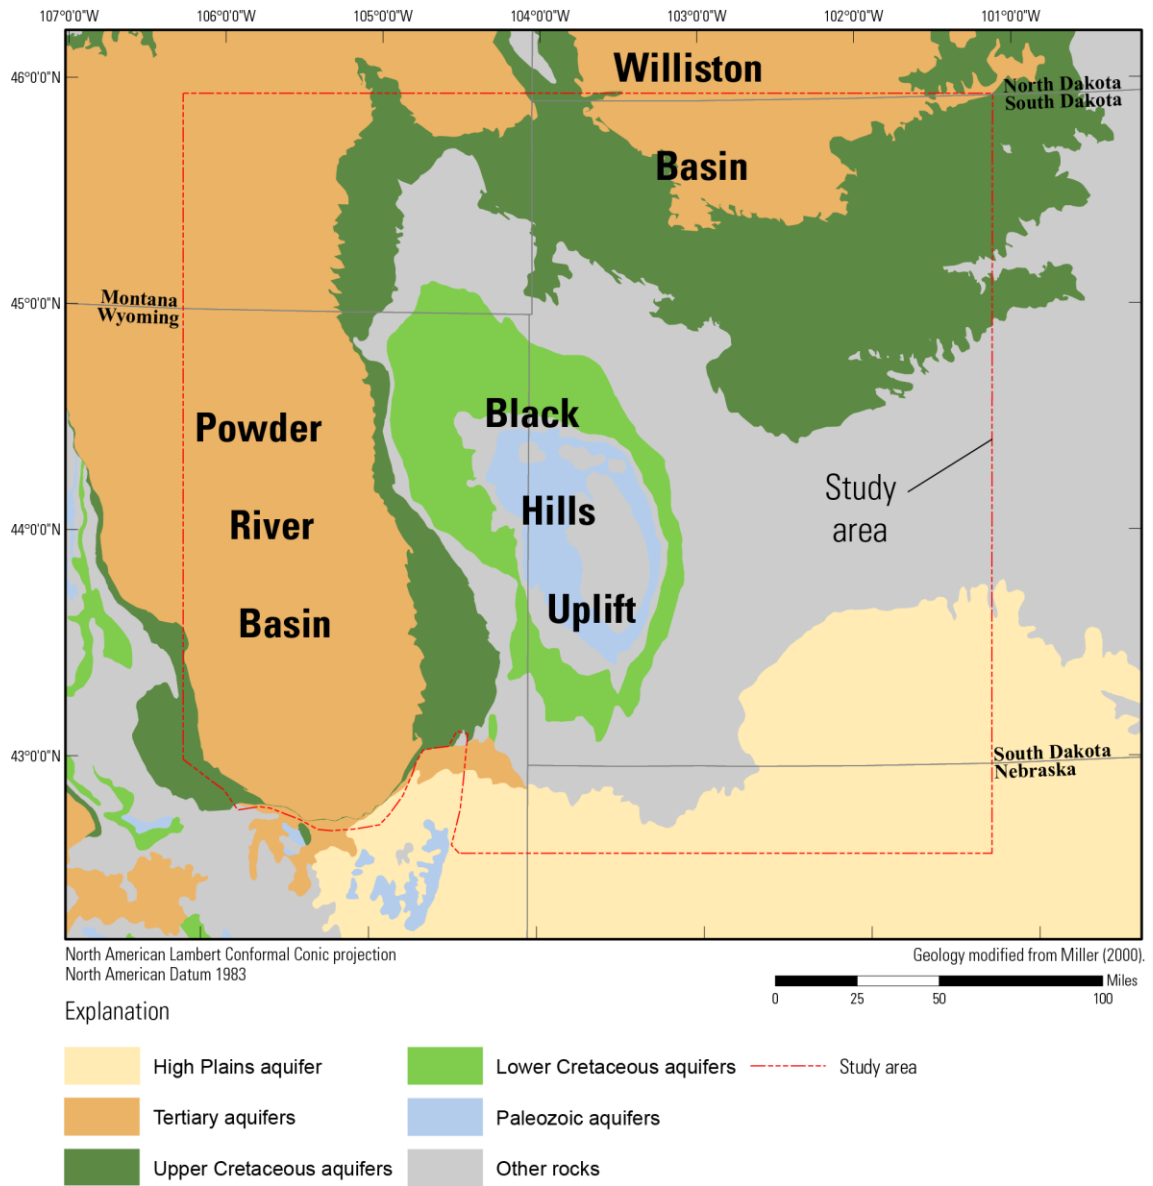 107°0'0"W 106°0'0"W 105°0'0"W 104°0'0"W 103°0'0"W 102°0'0"W 101°0'0"W
46°0'0"N
45°0'0"N
44°0'0"N
43°0'0"N
Williston
Basin
North Dakota
South Dakota
Montana
Wyoming
Powder
River
Basin
Black
Hills
Uplift
Study
area
South Dakota
Nebraska
North American Lambert Conformal Conic projection
North American Datum 1983
Geology modified from Miller (2000).
Miles
0 25 50 100
Explanation
High Plains aquifer
Tertiary aquifers
Upper Cretaceous aquifers
Lower Cretaceous aquifers
Paleozoic aquifers
Other rocks
Study area